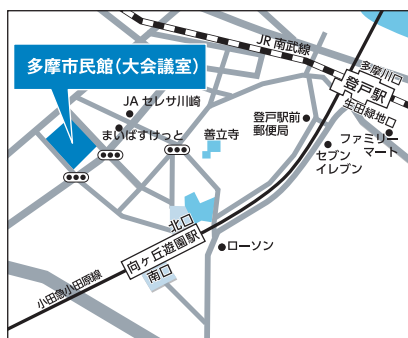 JR南武線
多摩市民館(大会議室)
多摩川口
登戸駅
JAセレサ川崎
生田緑地口
登戸駅前
郵便局
まいばすけっと
善立寺
ファミリー
マート
セブン
イレブン
北口
向ヶ丘遊園駅
ローソン
南口
小田急小田原線